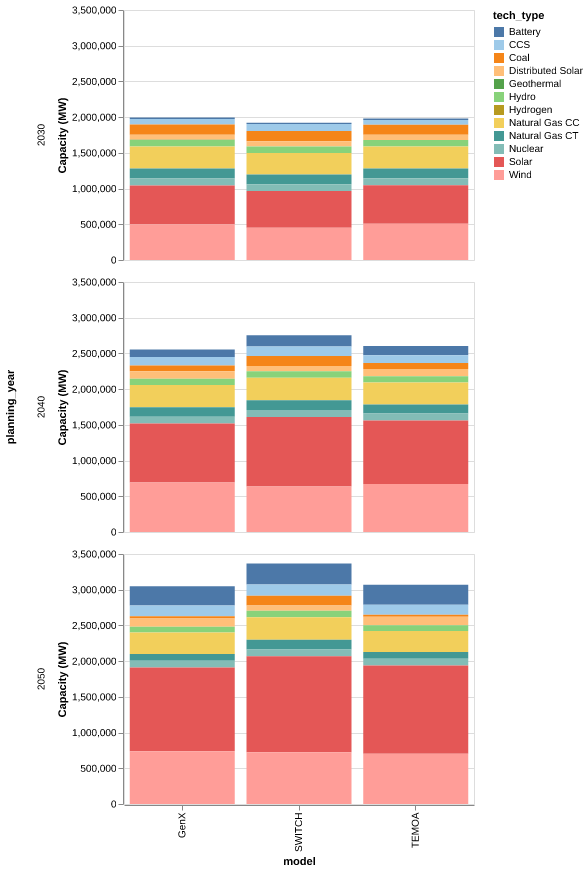 tech_type
Battery
CCS
Coal
Distributed Solar
Geothermal
Hydro
Hydrogen
Natural Gas CC
Natural Gas CT
Nuclear
Solar
Wind
planning_year
2030
Capacity (MW)
3,500,000
3,000,000
2,500,000
2,000,000
1,500,000
1,000,000
500,000
0
2040
Capacity (MW)
3,500,000
3,000,000
2,500,000
2,000,000
1,500,000
1,000,000
500,000
0
2050
Capacity (MW)
3,500,000
3,000,000
2,500,000
2,000,000
1,500,000
1,000,000
500,000
0
GenX
SWITCH
TEMOA
model